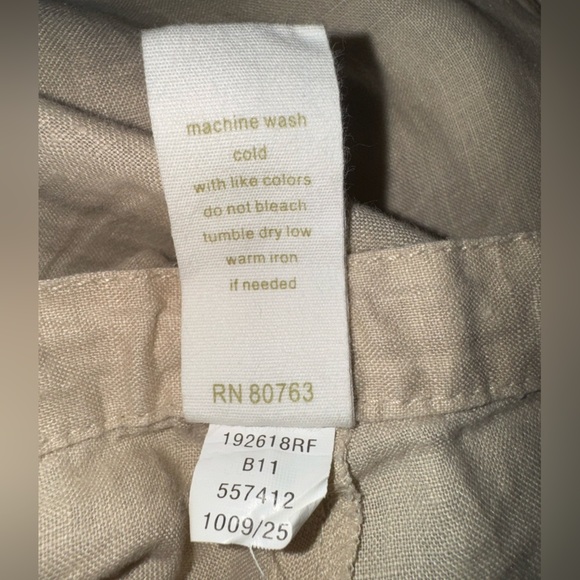 machine wash
cold
with like colors
do not bleach
tumble dry low
warm iron
if needed
RN 80763
192618RF
B11
557412
1009/25